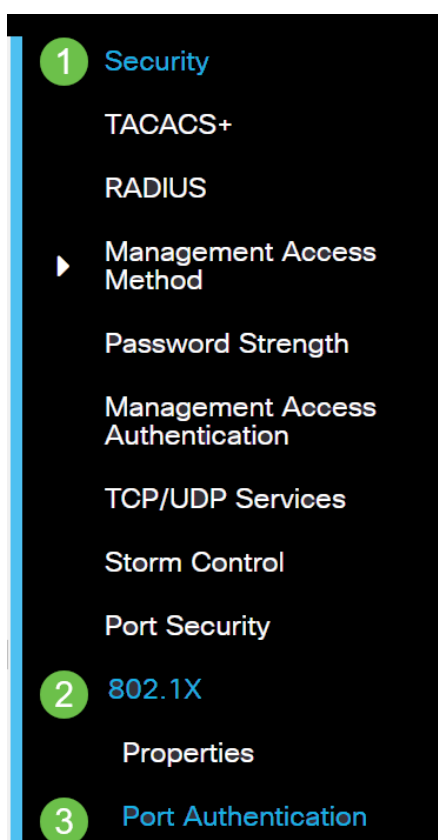 1 Security
TACACS+
RADIUS
Management Access
Method
Password Strength
Management Access
Authentication
TCP/UDP Services
Storm Control
Port Security
2 802.1X
Properties
3 Port Authentication